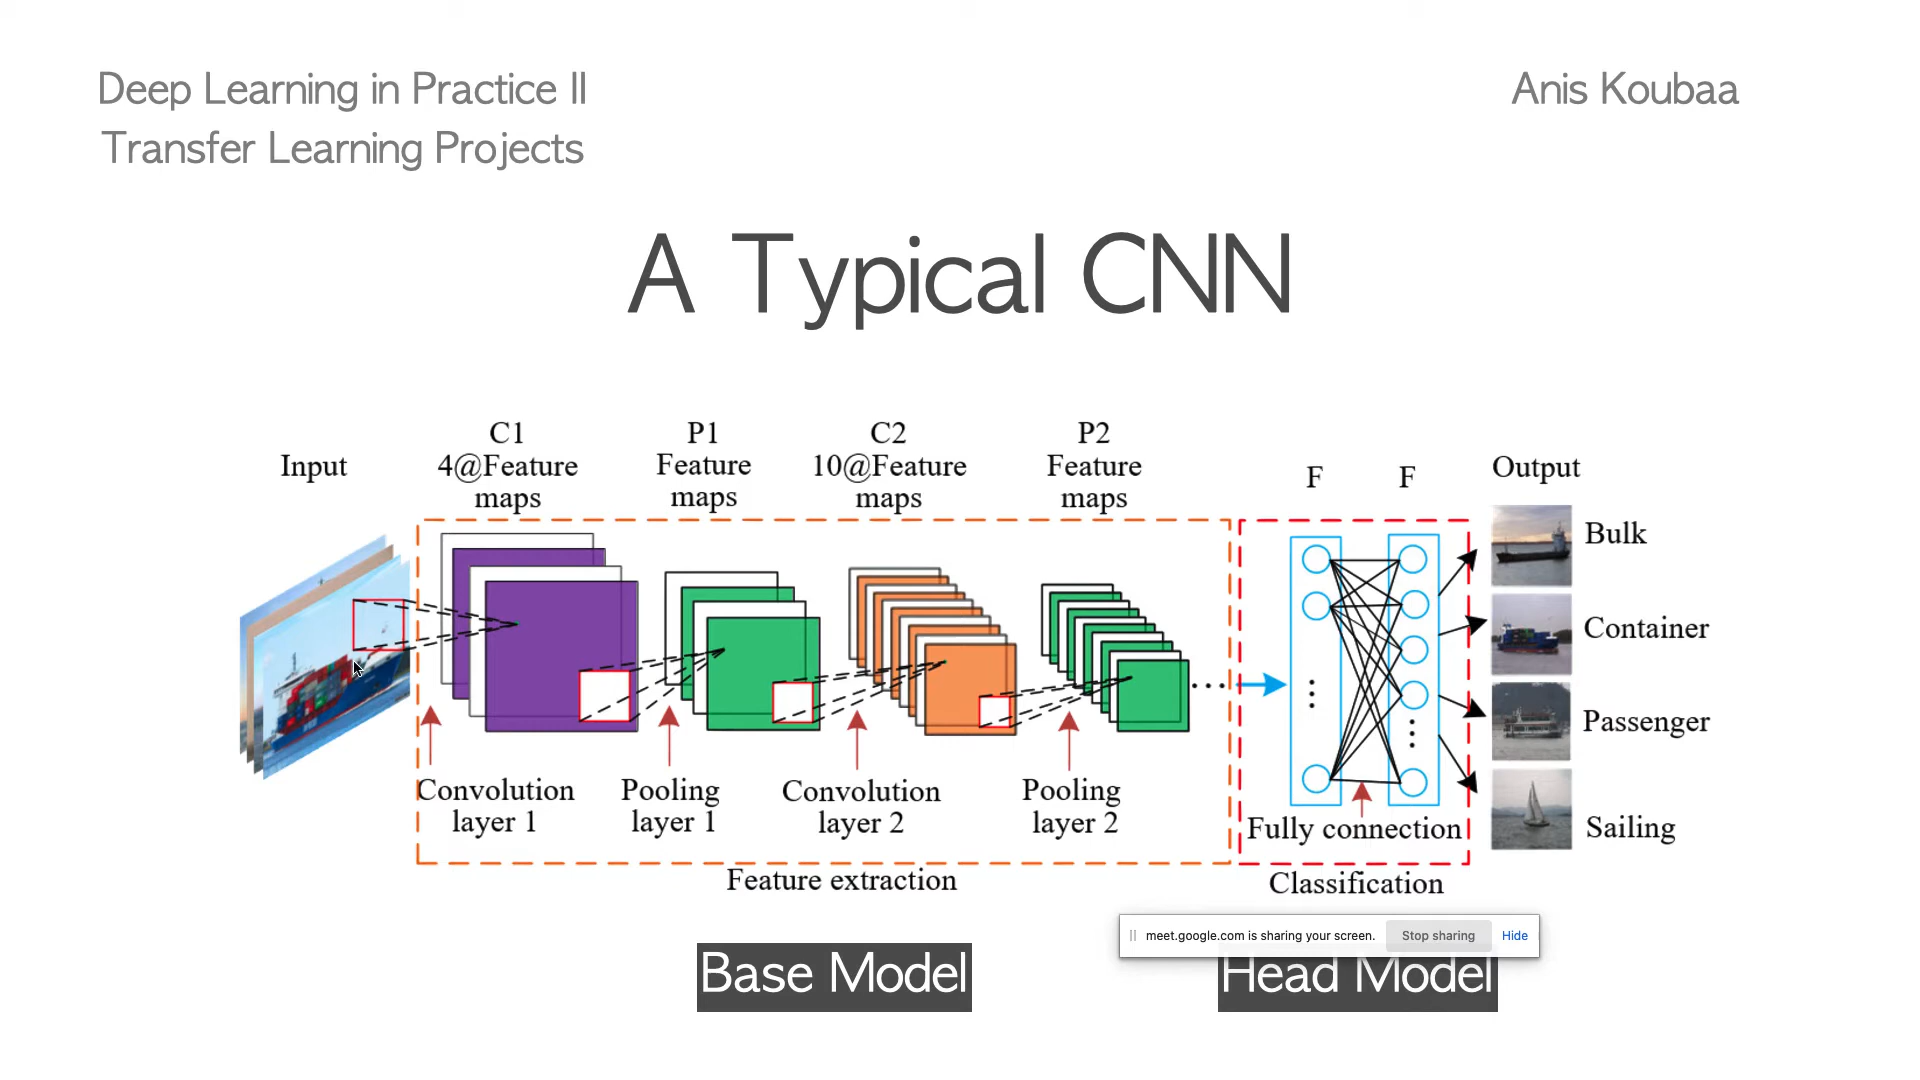 Deep Learning in Practice II
Transfer Learning Projects
Anis Koubaa
A Typical CNN
Input
C1
4@Feature
maps
P1
Feature
maps
C2
10@Feature
maps
P2
Feature
maps
F
F
Output
Bulk
Container
Passenger
Sailing
Convolution
layer 1
Pooling
layer 1
Convolution
layer 2
Pooling
layer 2
Fully connection
Feature extraction
Classification
meet.google.com is sharing your screen.
Stop sharing
Hide
Base Model
Head Model